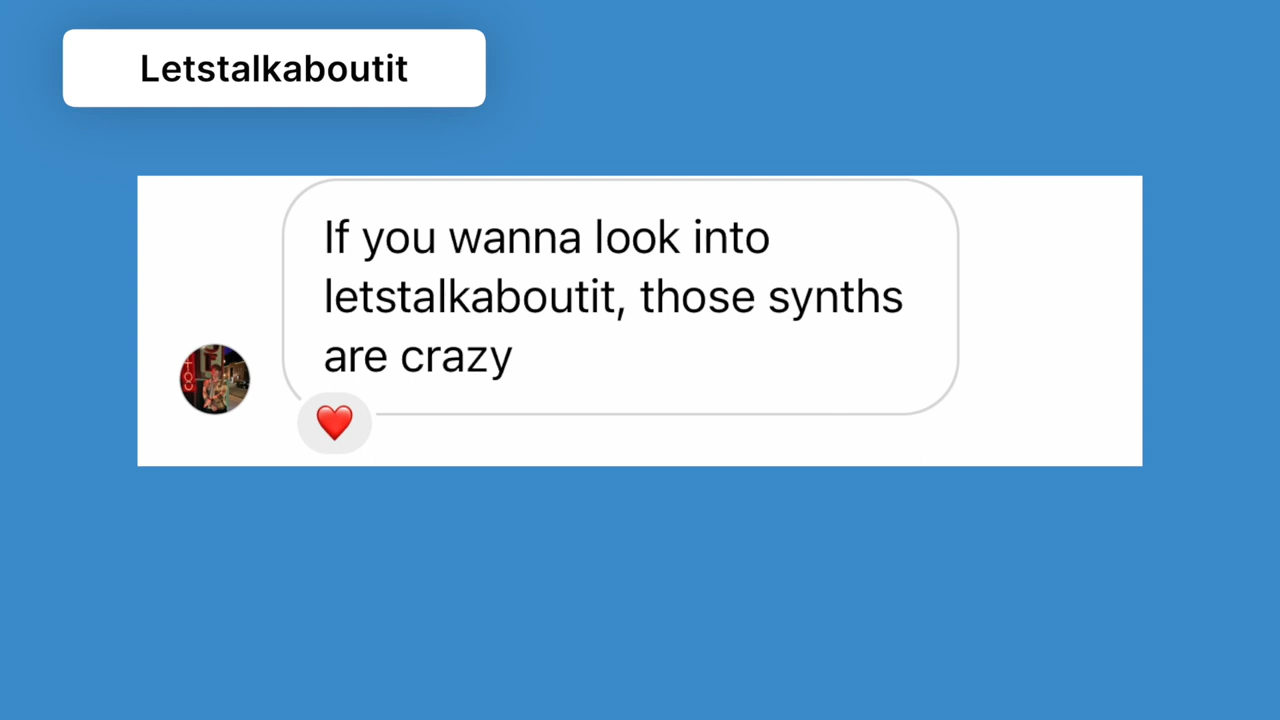 Letstalkaboutit
If you wanna look into
letstalkaboutit, those synths
are crazy